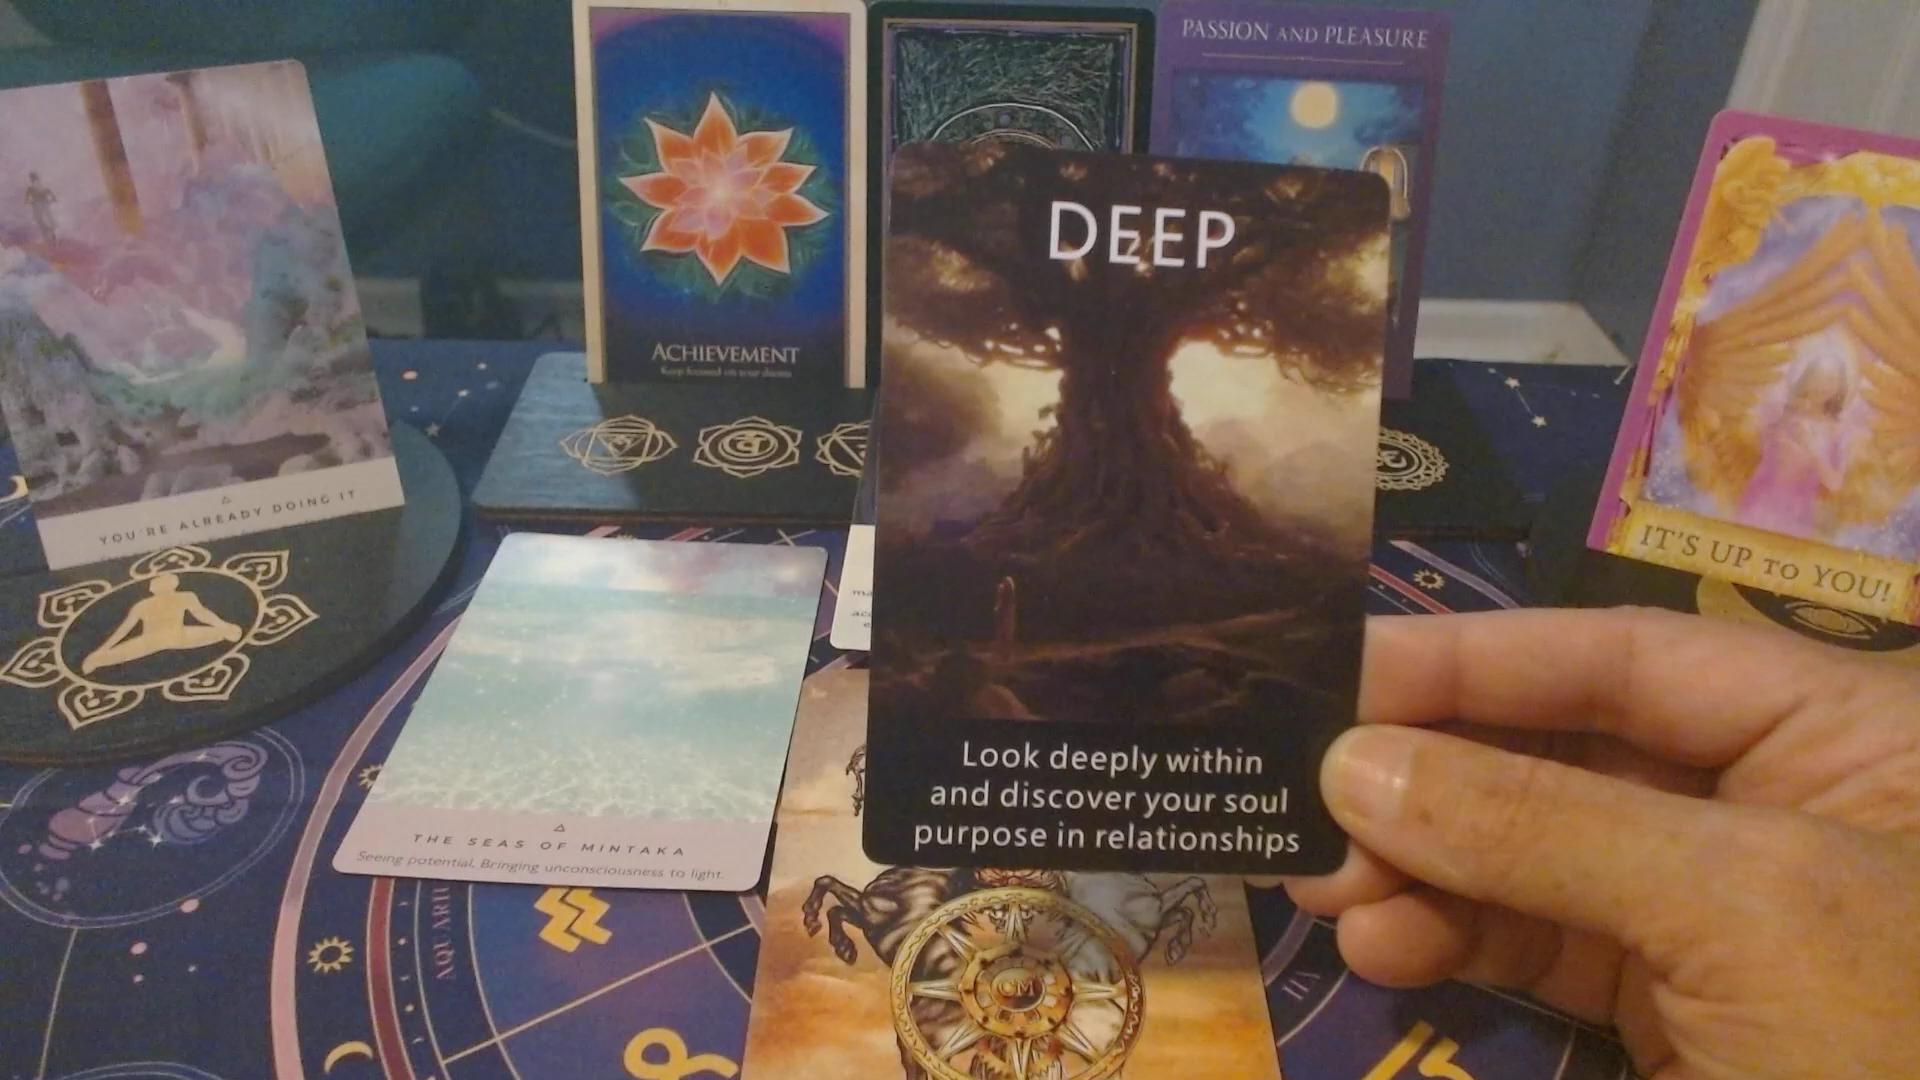 PASSION AND PLEASURE
DEEP
ACHIEVEMENT
Keep focused on your dreams
YOU'RE ALREADY DOING IT
IT'S UP TO YOU!
Look deeply within
and discover your soul
purpose in relationships
THE SEAS OF MINTAKA
Seeing potential. Bringing unconsciousness to light.
CM